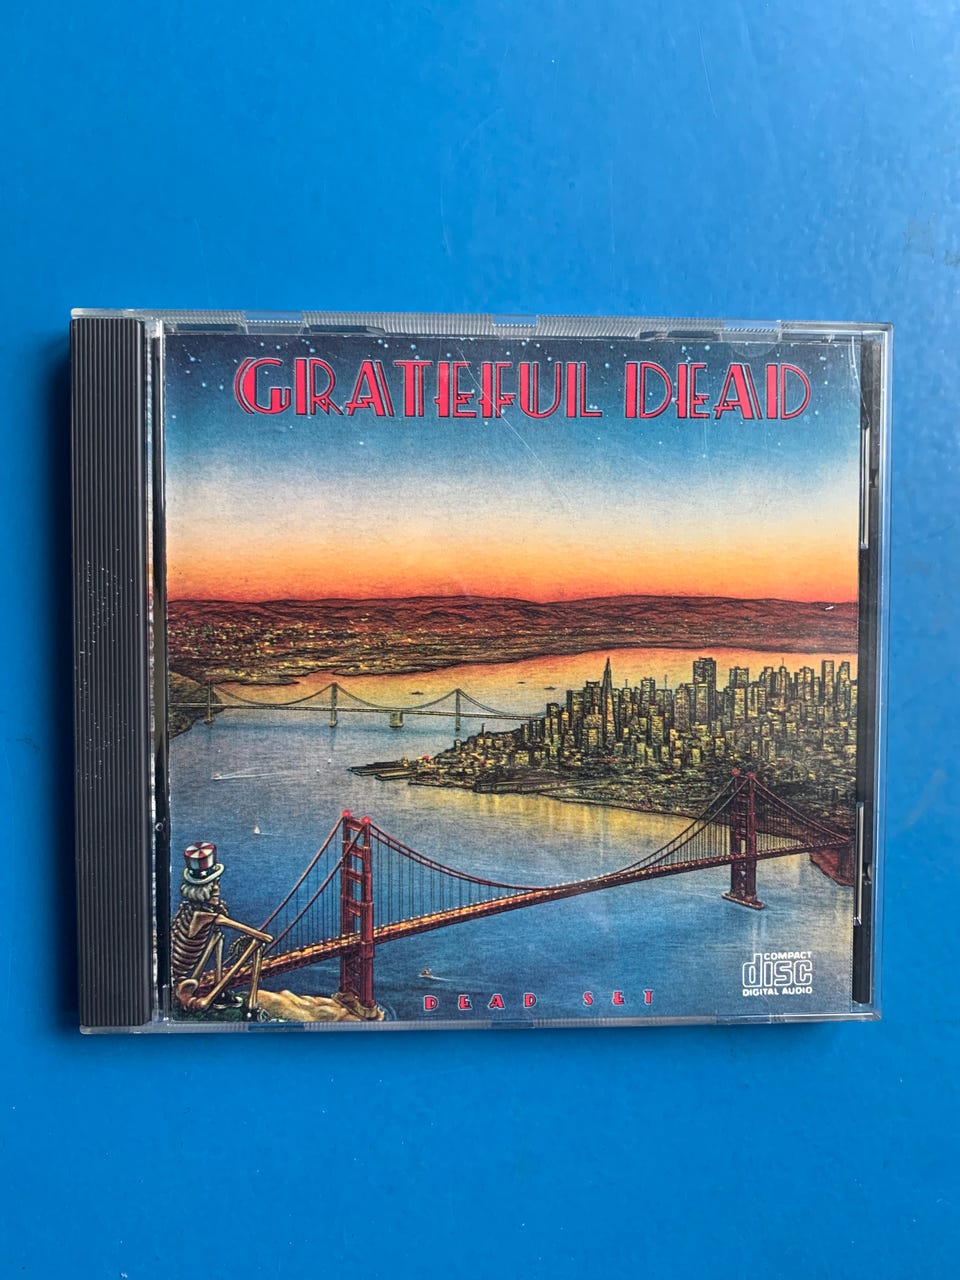 GRATEFUL DEAD
DEAD SET
COMPACT
disc
DIGITAL AUDIO